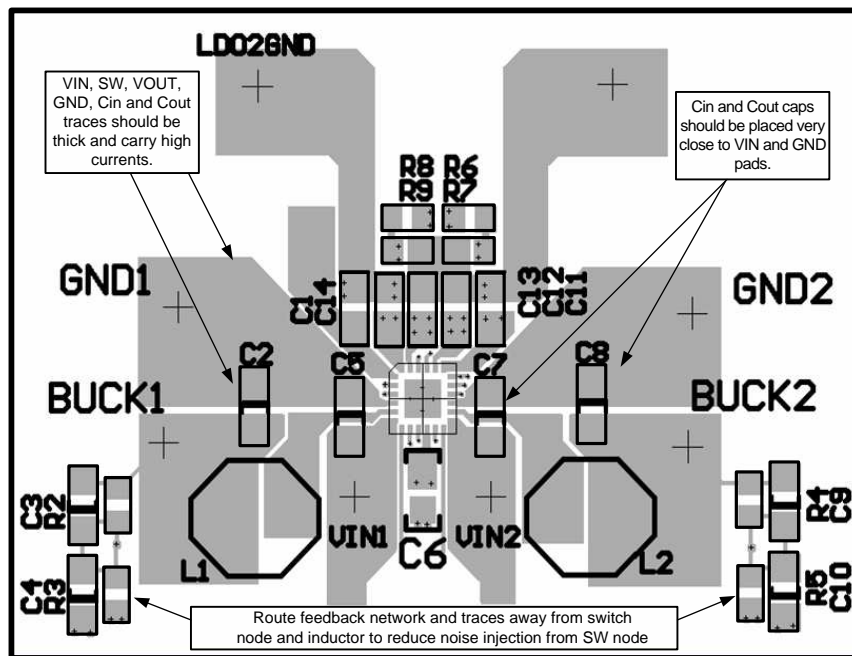 LDO2GND
VIN, SW, VOUT,
GND, Cin and Cout
traces should be
thick and carry high
currents.
Cin and Cout caps
should be placed very
close to VIN and GND
pads.
R8
R9
R6
R7
GND1
C1
C14
C13
C12
C11
GND2
C2
C5
C7
C8
BUCK1
BUCK2
C3
R2
C4
R3
L1
VIN1
C6
VIN2
L2
R4
C9
R5
C10
Route feedback network and traces away from switch
node and inductor to reduce noise injection from SW node